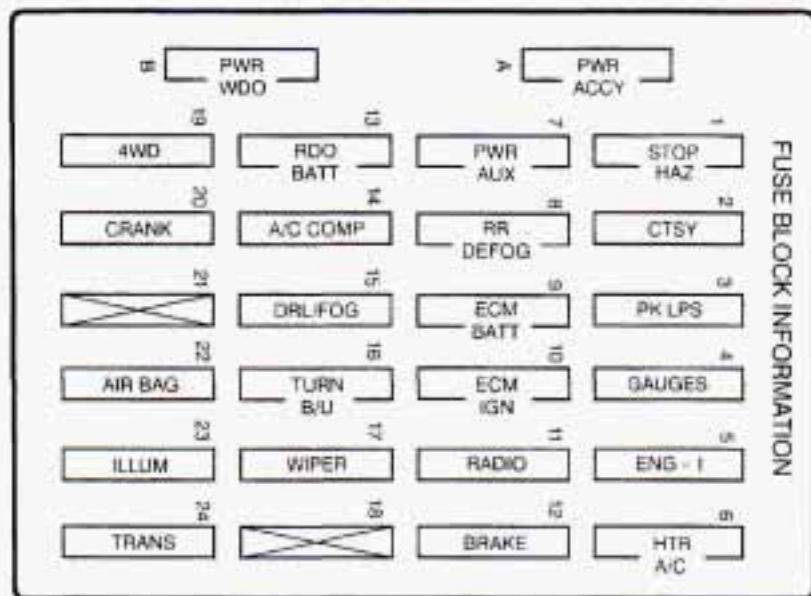 B
PWR
WDO
A
PWR
ACCY
19
4WD
13
RDO
BATT
7
PWR
AUX
1
STOP
HAZ
20
CRANK
14
A/C COMP
8
RR
DEFOG
2
CTSY
21
15
DRL/FOG
9
ECM
BATT
3
PK LPS
22
AIR BAG
16
TURN
B/U
10
ECM
IGN
4
GAUGES
23
ILLUM
17
WIPER
11
RADIO
5
ENG - I
24
TRANS
18
12
BRAKE
6
HTR
A/C
FUSE BLOCK INFORMATION